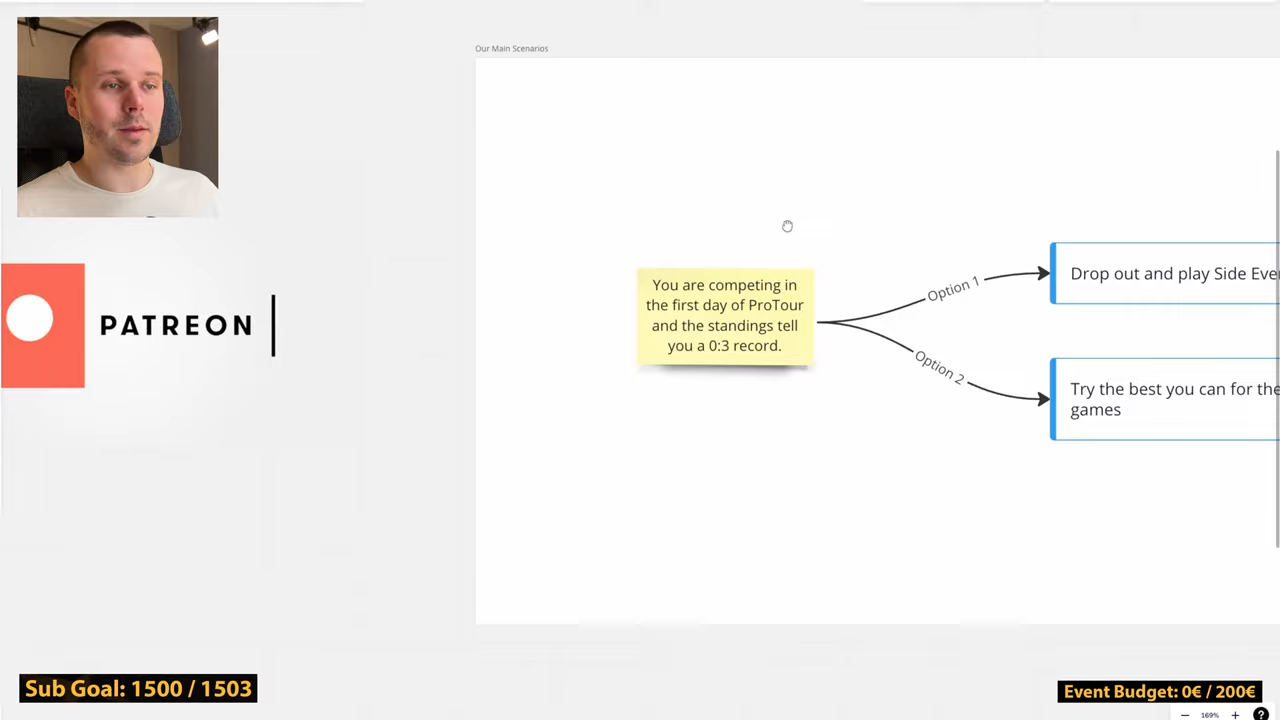 Our Main Scenarios
PATREON
You are competing in
the first day of ProTour
and the standings tell
you a 0:3 record.
Option 1
Drop out and play Side
Option 2
Try the best you can for the
games
Sub Goal: 1500 / 1503
Event Budget: 0€ / 200€
169%
?